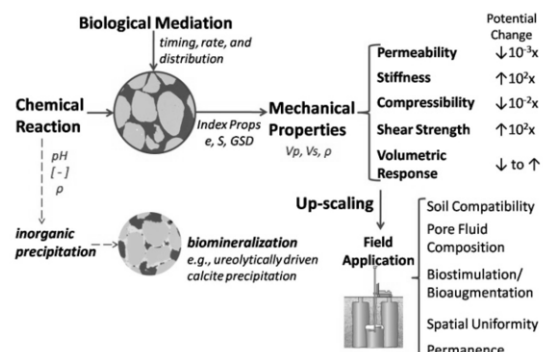 Biological Mediation
timing, rate, and
distribution
Chemical
Reaction
pH
[ - ]
ρ
Index Props
e, S, GSD
Mechanical
Properties
Vp, Vs, ρ
Potential
Change
Permeability ↓10⁻³x
Stiffness ↑10²x
Compressibility ↓10⁻²x
Shear Strength ↑10²x
Volumetric
Response ↓ to ↑
inorganic
precipitation
biomineralization
e.g., ureolytically driven
calcite precipitation
Up-scaling
Field
Application
Soil Compatibility
Pore Fluid
Composition
Biostimulation/
Bioaugmentation
Spatial Uniformity
Permanence